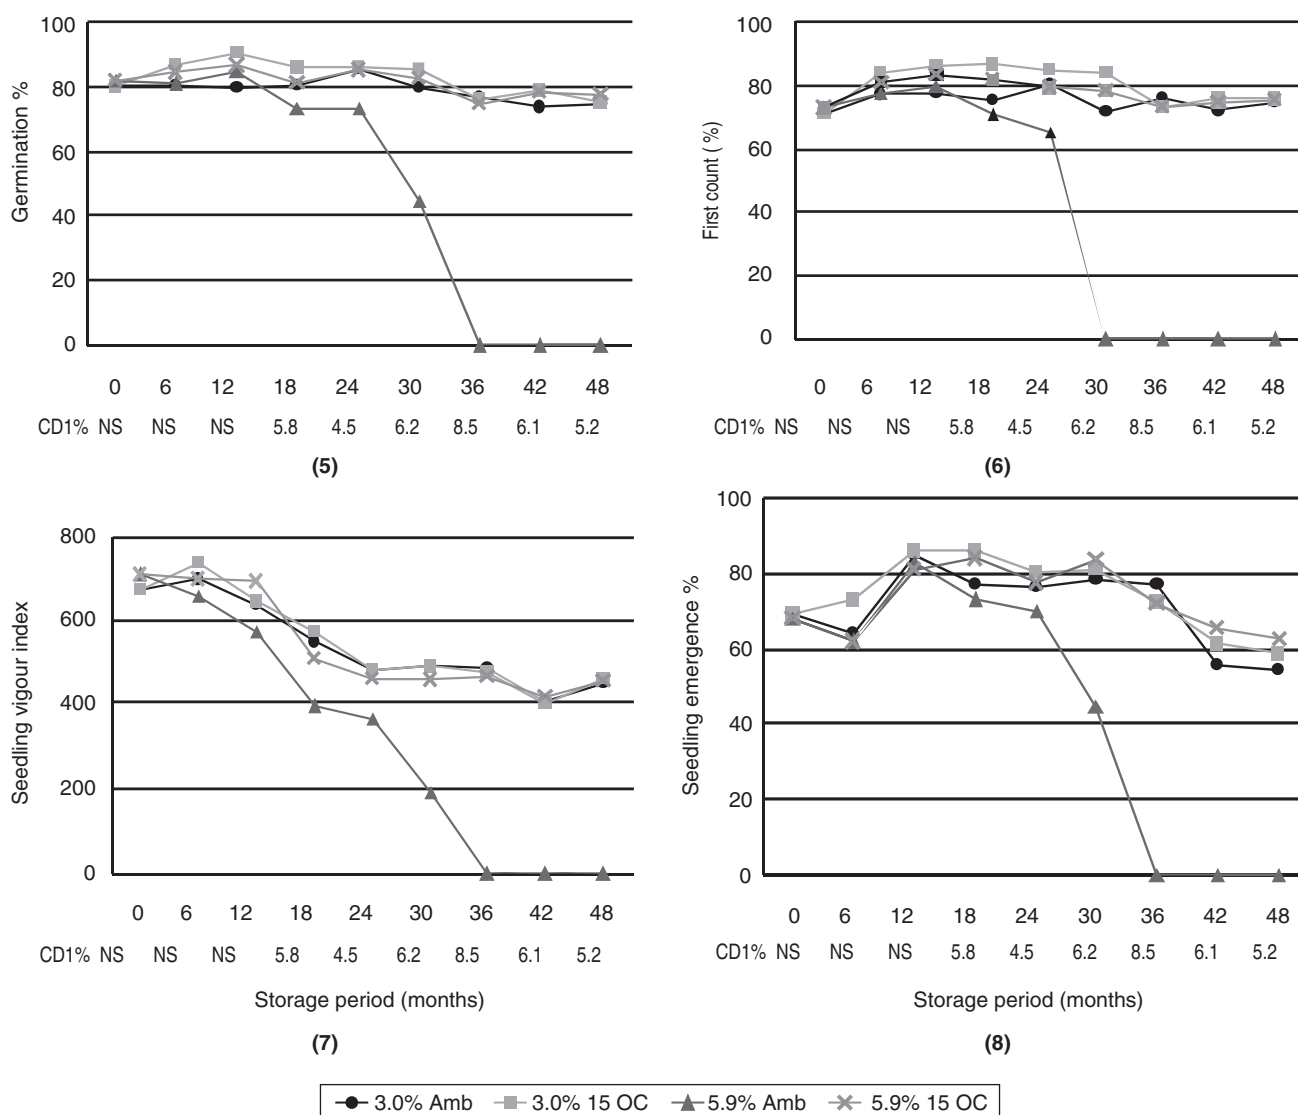 100
80
60
40
20
0
Germination %
0 6 12 18 24 30 36 42 48
CD1% NS NS NS 5.8 4.5 6.2 8.5 6.1 5.2
(5)
100
80
60
40
20
0
First count ( %)
0 6 12 18 24 30 36 42 48
CD1% NS NS NS 5.8 4.5 6.2 8.5 6.1 5.2
(6)
800
600
400
200
0
Seedling vigour index
0 6 12 18 24 30 36 42 48
CD1% NS NS NS 5.8 4.5 6.2 8.5 6.1 5.2
Storage period (months)
(7)
100
80
60
40
20
0
Seedling emergence %
0 6 12 18 24 30 36 42 48
CD1% NS NS NS 5.8 4.5 6.2 8.5 6.1 5.2
Storage period (months)
(8)
3.0% Amb 3.0% 15 OC 5.9% Amb 5.9% 15 OC